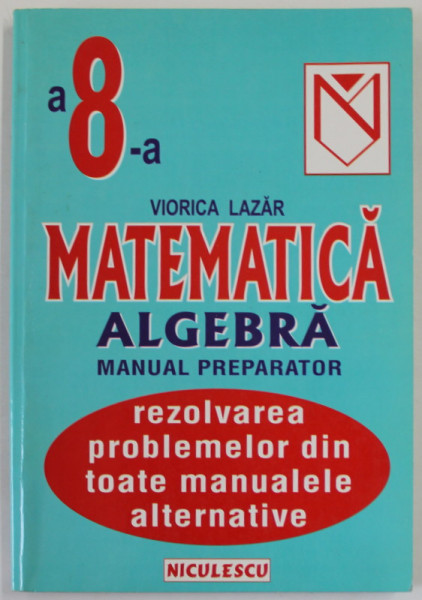 a 8-a
VIORICA LAZĂR
MATEMATICĂ
ALGEBRĂ
MANUAL PREPARATOR
rezolvarea
problemelor din
toate manualele
alternative
NICULESCU